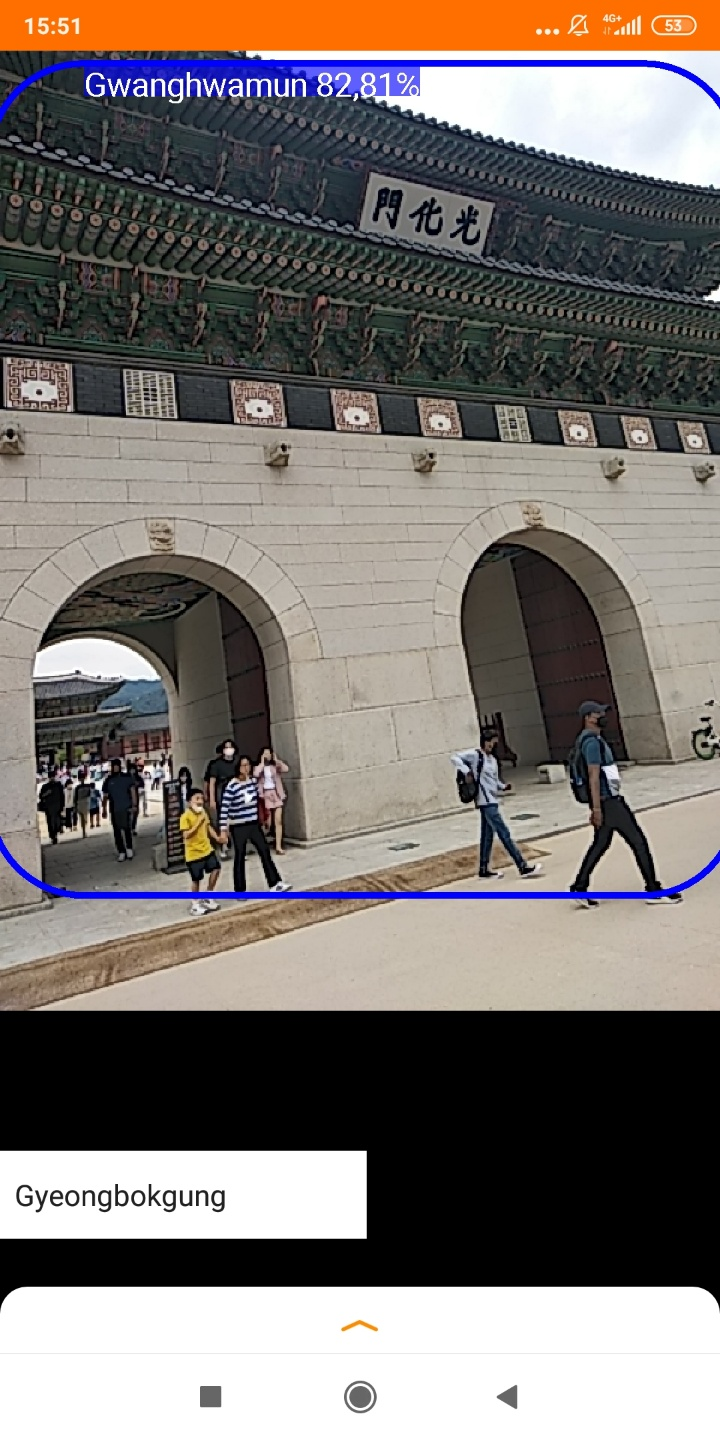 15:51
4G+
53
Gwanghwamun 82,81%
門化光
Gyeongbokgung